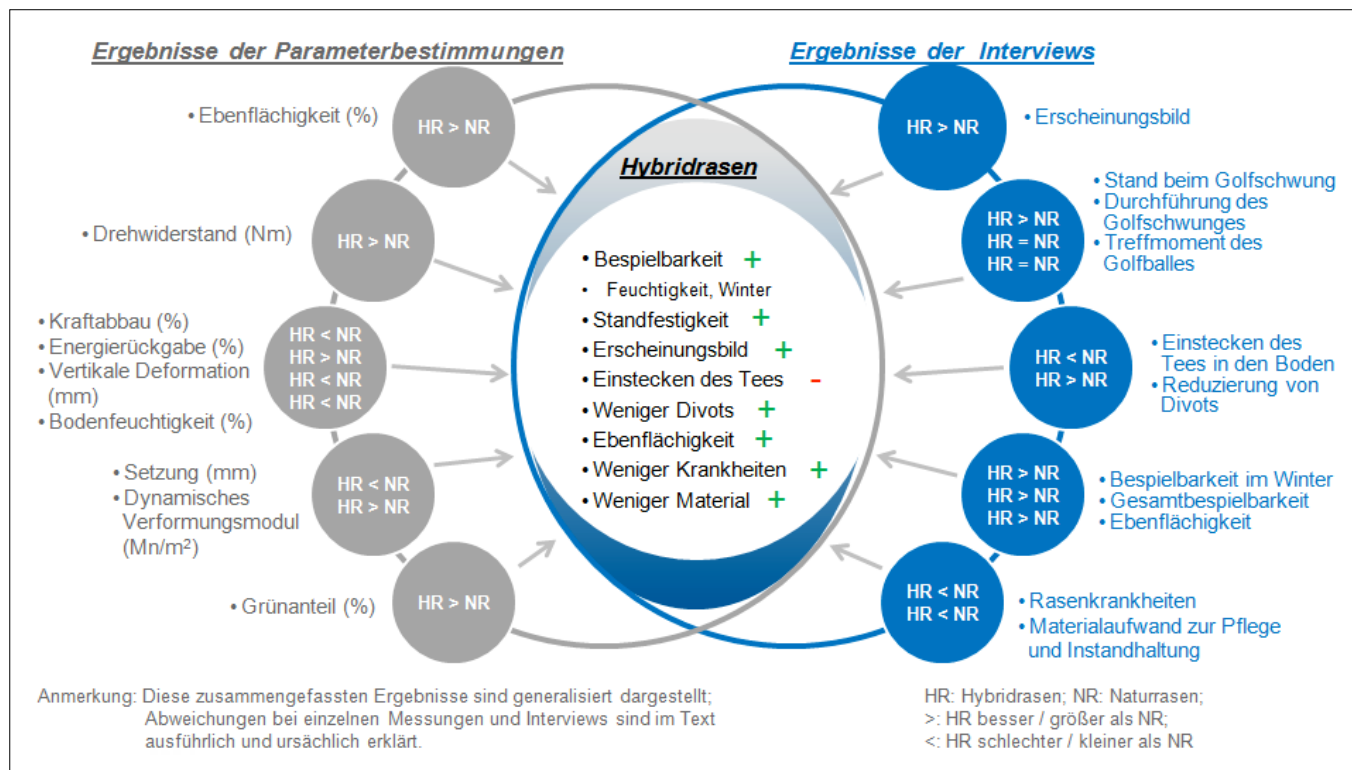 Ergebnisse der Parameterbestimmungen
• Ebenflächigkeit (%)
HR > NR
• Drehwiderstand (Nm)
HR > NR
• Kraftabbau (%)
• Energierückgabe (%)
• Vertikale Deformation
(mm)
• Bodenfeuchtigkeit (%)
HR < NR
HR > NR
HR < NR
HR < NR
• Setzung (mm)
• Dynamisches
Verformungsmodul
(Mn/m²)
HR < NR
HR > NR
• Grünanteil (%)
HR > NR
Hybridrasen
• Bespielbarkeit +
• Feuchtigkeit, Winter
• Standfestigkeit +
• Erscheinungsbild +
• Einstecken des Tees -
• Weniger Divots +
• Ebenflächigkeit +
• Weniger Krankheiten +
• Weniger Material +
Ergebnisse der Interviews
HR > NR
• Erscheinungsbild
HR > NR
HR = NR
HR = NR
• Stand beim Golfschwung
• Durchführung des
Golfschwunges
• Treffmoment des
Golfballes
HR < NR
HR > NR
• Einstecken des
Tees in den Boden
• Reduzierung von
Divots
HR > NR
HR > NR
HR > NR
• Bespielbarkeit im Winter
• Gesamtbespielbarkeit
• Ebenflächigkeit
HR < NR
HR < NR
• Rasenkrankheiten
• Materialaufwand zur Pflege
und Instandhaltung
Anmerkung: Diese zusammengefassten Ergebnisse sind generalisiert dargestellt;
Abweichungen bei einzelnen Messungen und Interviews sind im Text
ausführlich und ursächlich erklärt.
HR: Hybridrasen; NR: Naturrasen;
>: HR besser / größer als NR;
<: HR schlechter / kleiner als NR